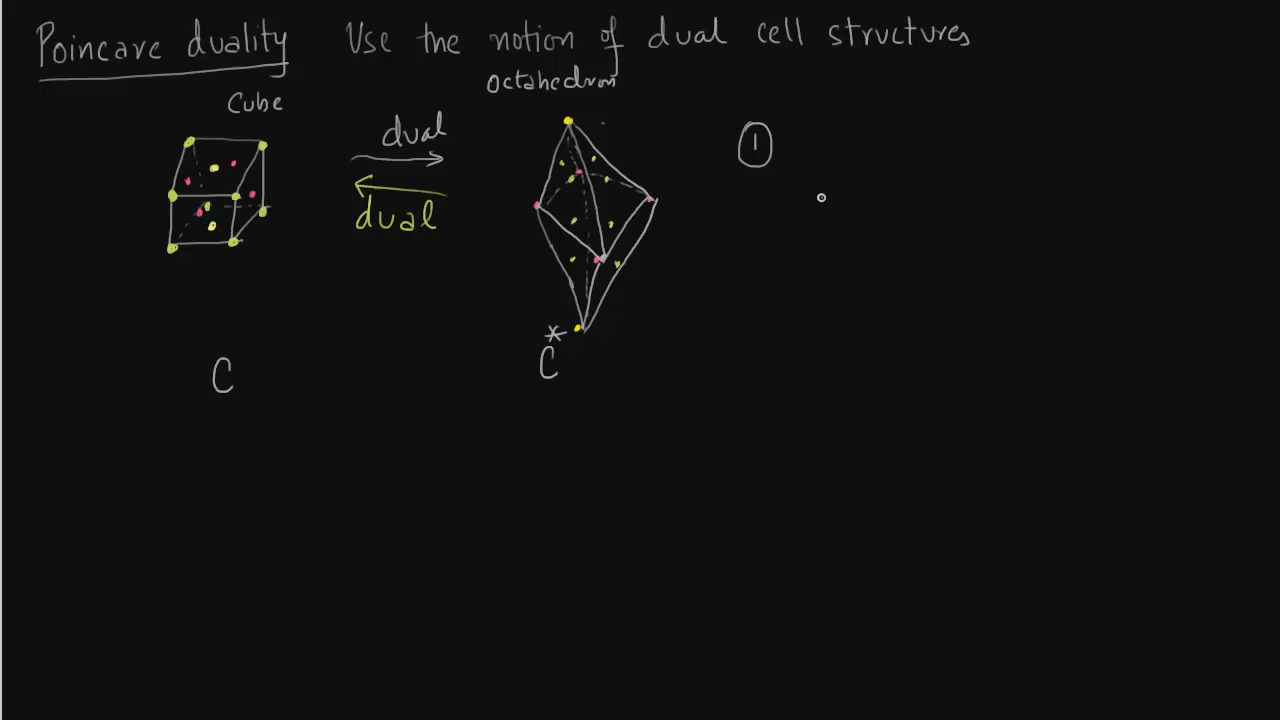 Poincare duality Use the notion of dual cell structures
octahedron
Cube
dual
1
dual
*
C
C